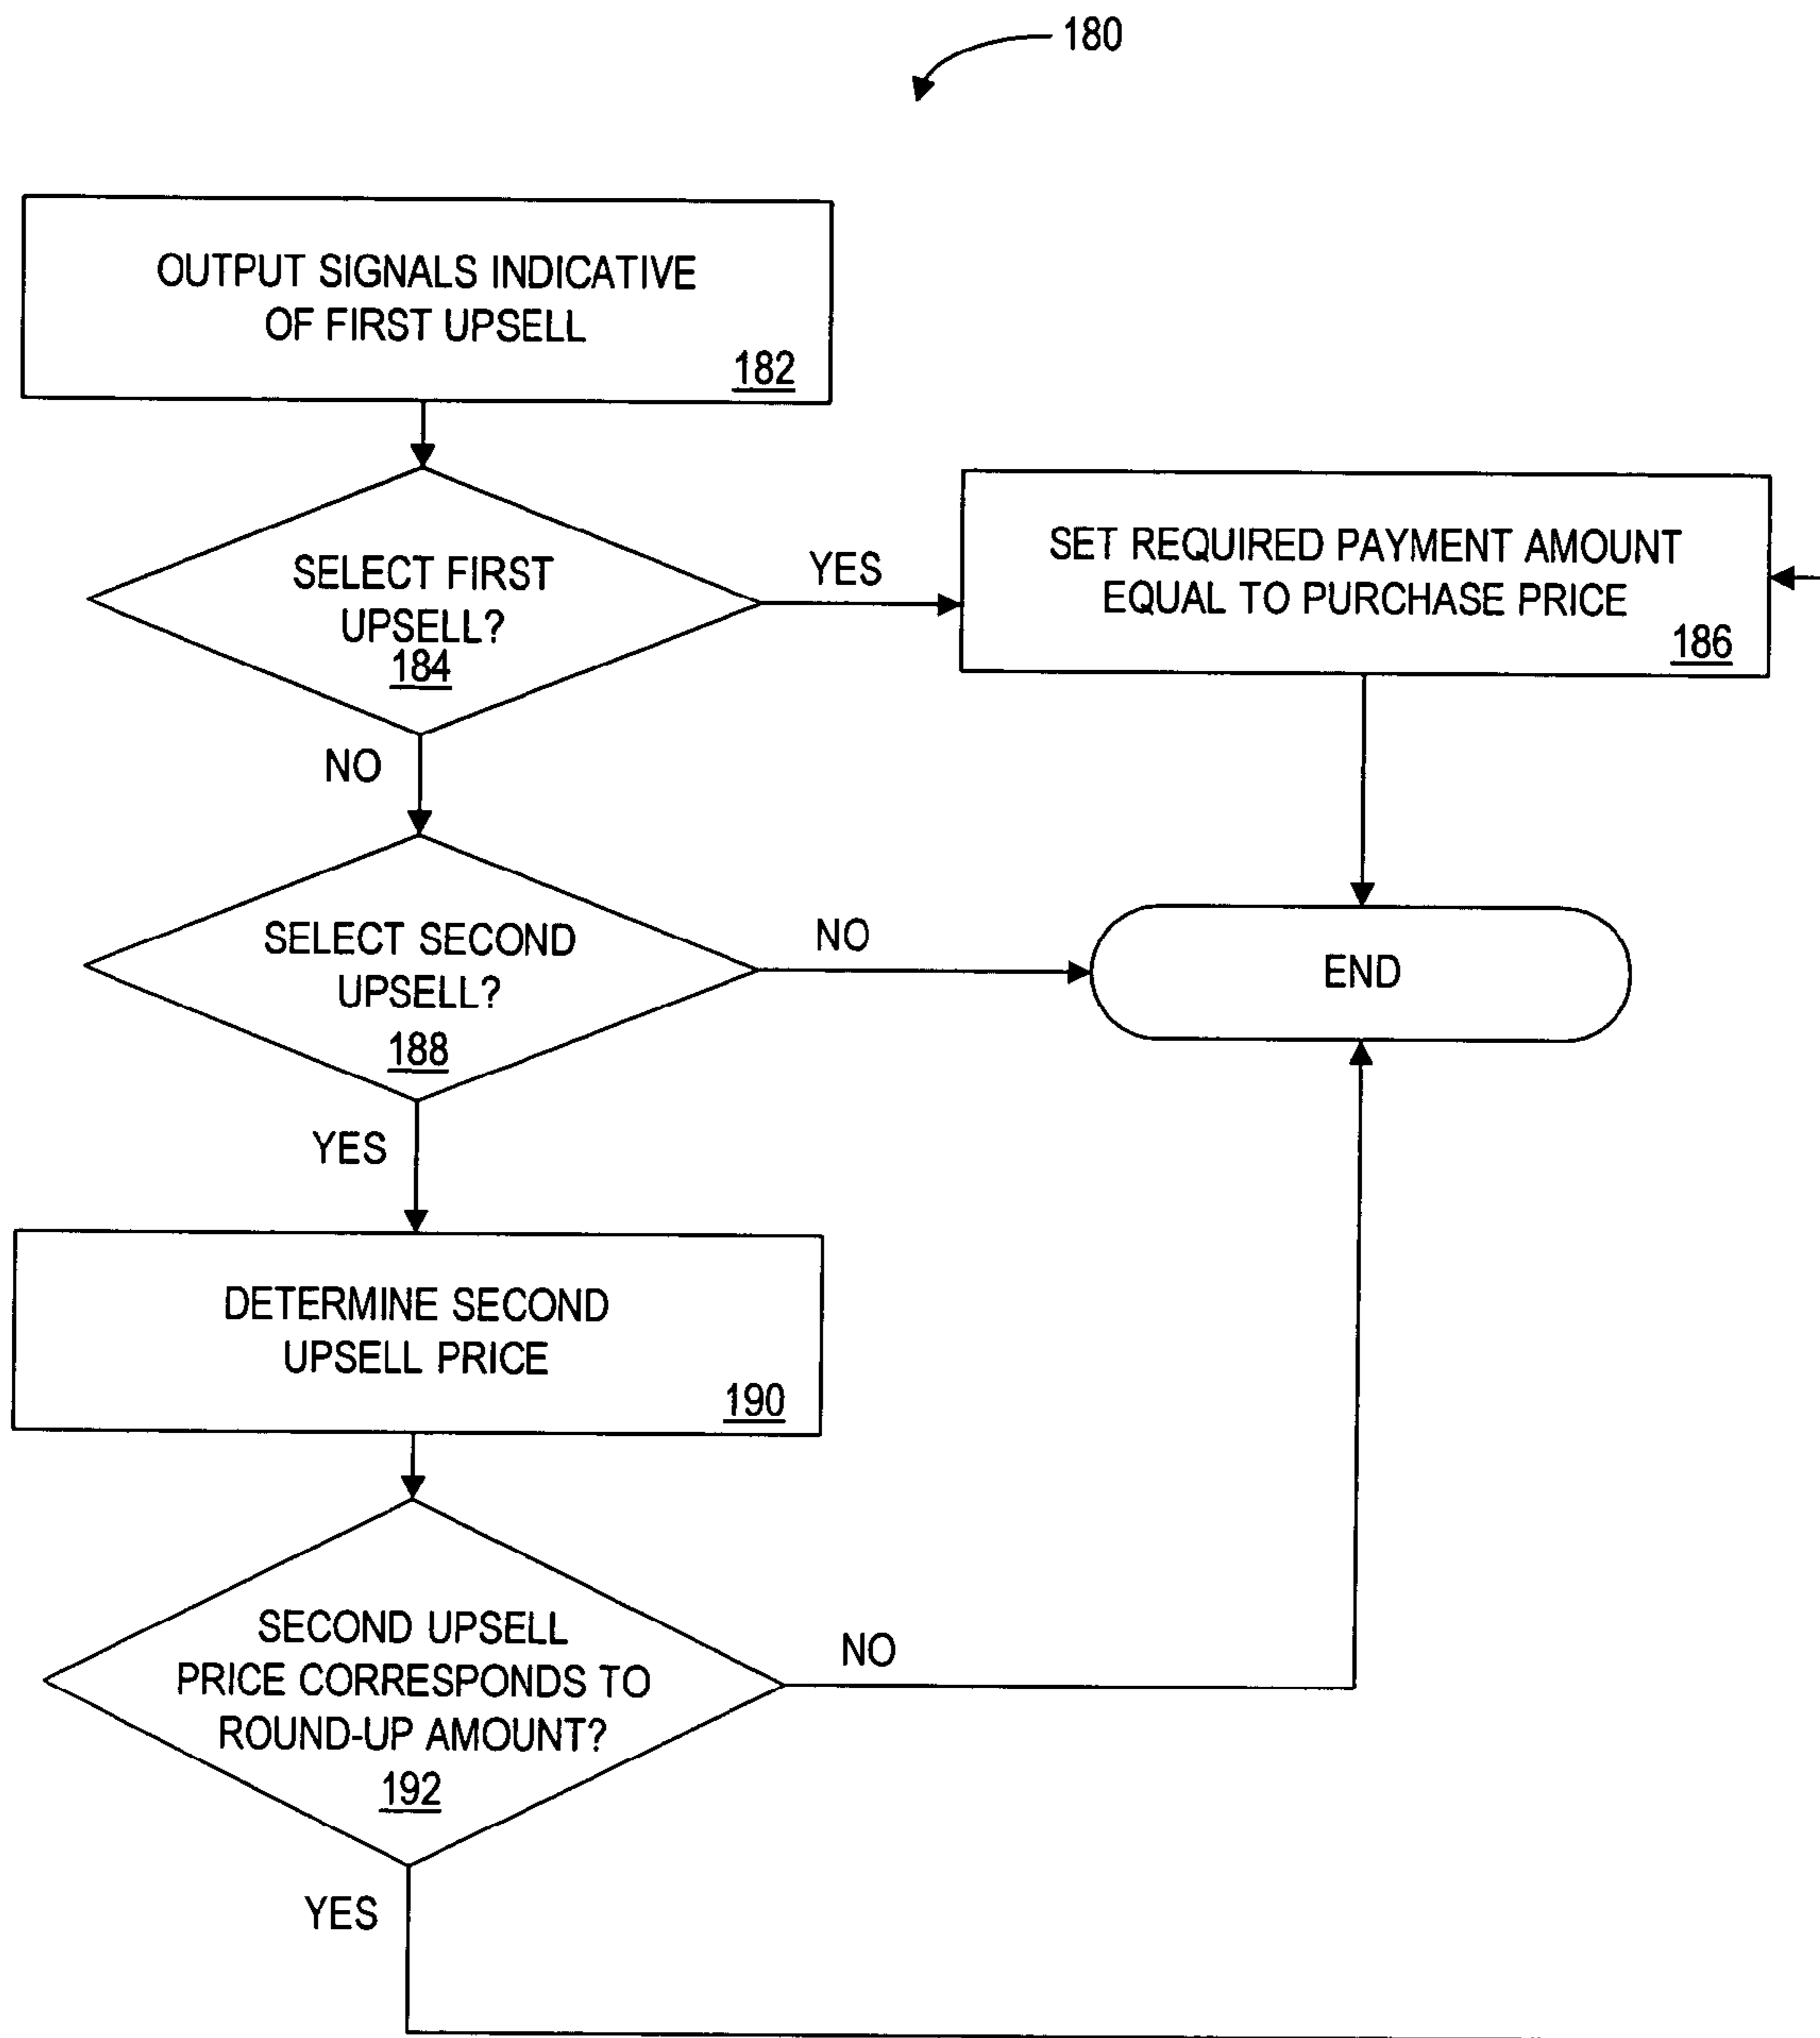 180
OUTPUT SIGNALS INDICATIVE
OF FIRST UPSELL
182
SELECT FIRST
UPSELL?
184
YES
SET REQUIRED PAYMENT AMOUNT
EQUAL TO PURCHASE PRICE
186
NO
SELECT SECOND
UPSELL?
188
NO
END
YES
DETERMINE SECOND
UPSELL PRICE
190
SECOND UPSELL
PRICE CORRESPONDS TO
ROUND-UP AMOUNT?
192
NO
YES